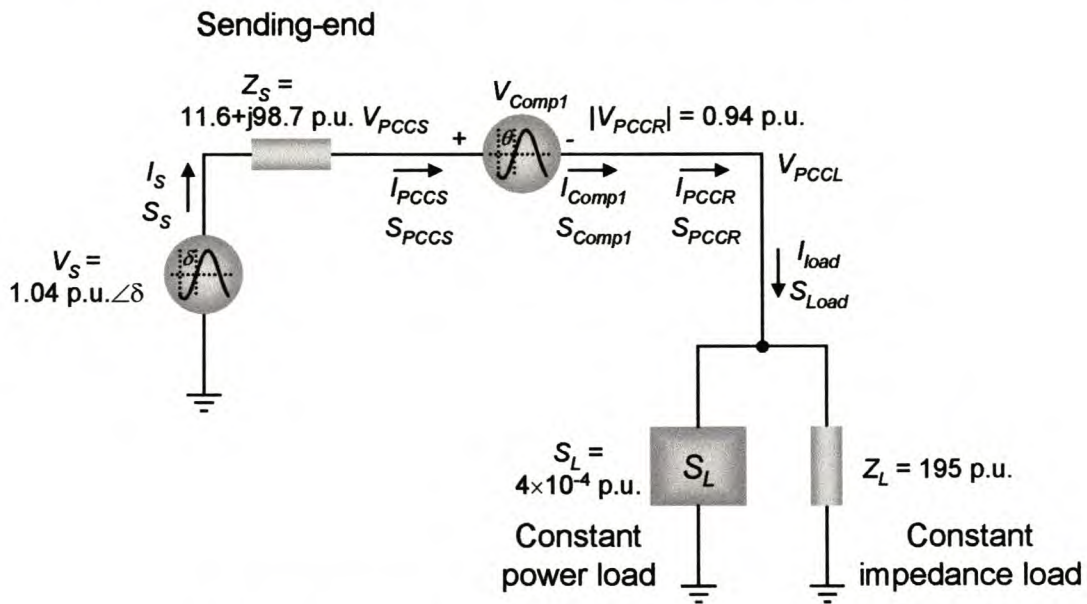 Sending-end
Z_S =
11.6+j98.7 p.u.
V_PCCS
V_Comp1
+
θ
-
|V_PCCR| = 0.94 p.u.
V_PCCL
I_S
S_S
I_PCCS
S_PCCS
I_Comp1
S_Comp1
I_PCCR
S_PCCR
I_load
S_Load
V_S =
1.04 p.u.∠δ
δ
S_L =
4×10⁻⁴ p.u.
S_L
Z_L = 195 p.u.
Constant
power load
Constant
impedance load